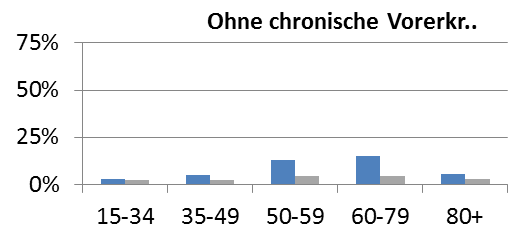 Ohne chronische Vorerkr..
75%
50%
25%
0%
15-34 35-49 50-59 60-79 80+